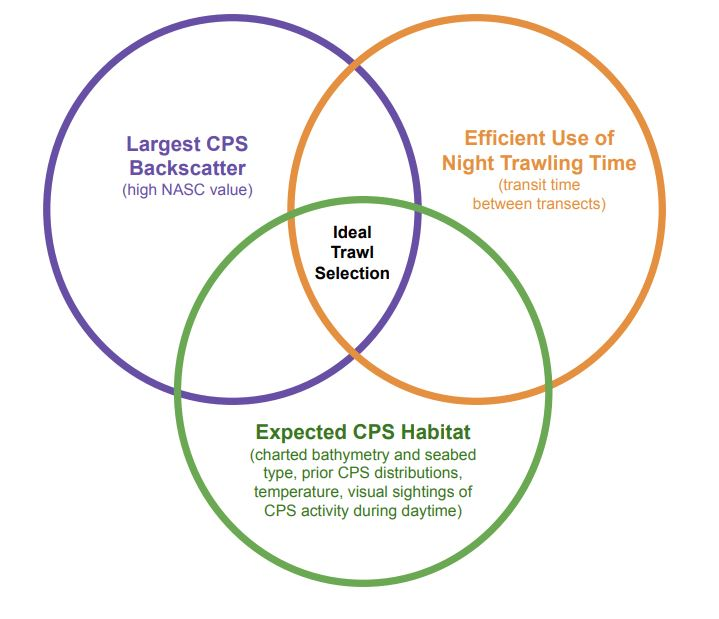 Largest CPS
Backscatter
(high NASC value)
Efficient Use of
Night Trawling Time
(transit time
between transects)
Ideal
Trawl
Selection
Expected CPS Habitat
(charted bathymetry and seabed
type, prior CPS distributions,
temperature, visual sightings of
CPS activity during daytime)